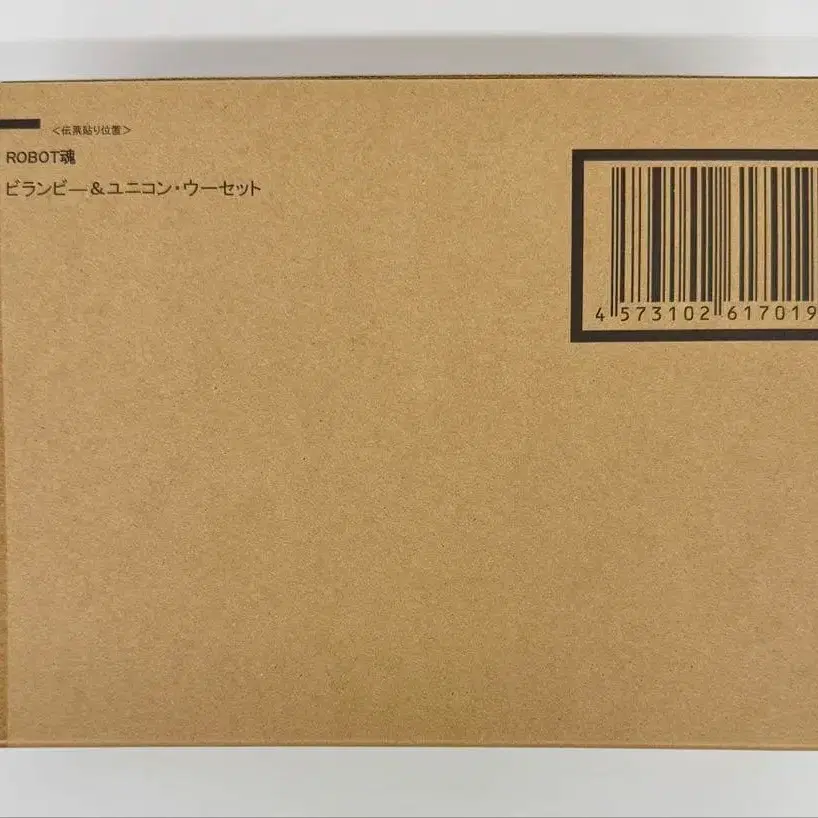 ＜伝票貼り位置＞
ROBOT魂
ビランビー＆ユニコン・ウーセット
4 573102 617019